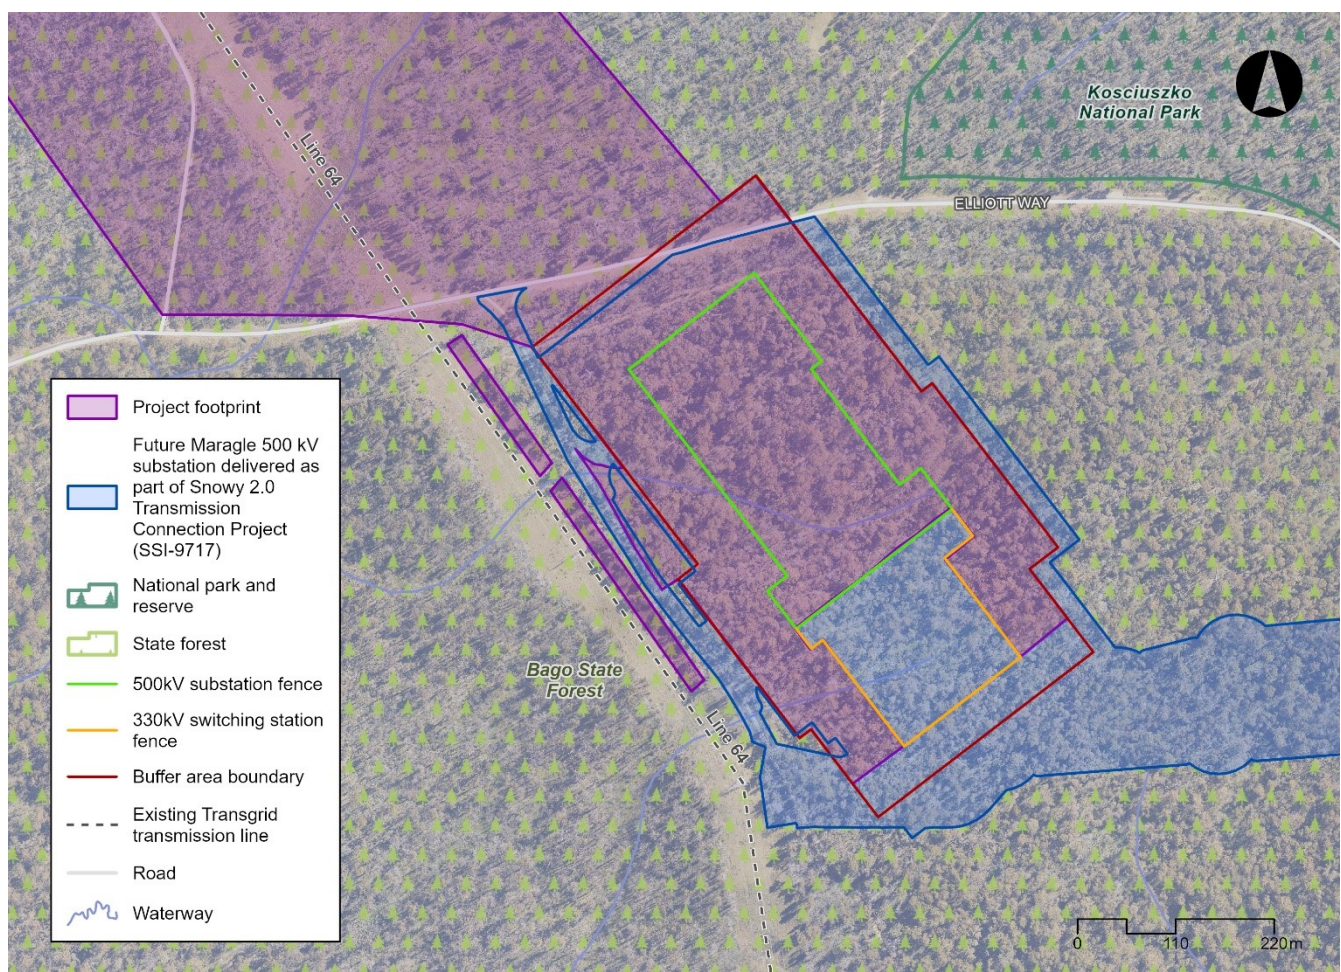 Kosciuszko
National Park
Line 64
ELLIOTT WAY
Project footprint
Future Maragle 500 kV
substation delivered as
part of Snowy 2.0
Transmission
Connection Project
(SSI-9717)
National park and
reserve
State forest
500kV substation fence
330kV switching station
fence
Buffer area boundary
Existing Transgrid
transmission line
Road
Waterway
Bago State
Forest
Line 64
0 110 220m